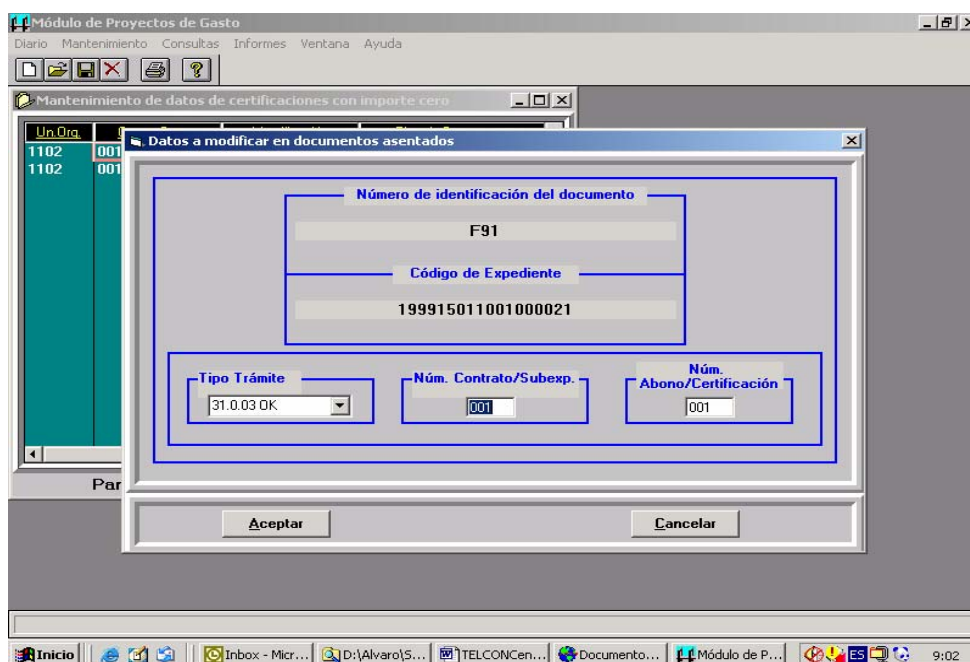 Módulo de Proyectos de Gasto
Diario Mantenimiento Consultas Informes Ventana Ayuda
Mantenimiento de datos de certificaciones con importe cero
Un.Org.
1102 001
1102 001
Datos a modificar en documentos asentados
Número de identificación del documento
F91
Código de Expediente
199915011001000021
Tipo Trámite
31.0.03 OK
Núm. Contrato/Subexp.
001
Núm.
Abono/Certificación
001
Par
Aceptar Cancelar
Inicio Inbox - Micr... D:\Alvaro\S... TELCONCen... Documento... Módulo de P... ES 9:02